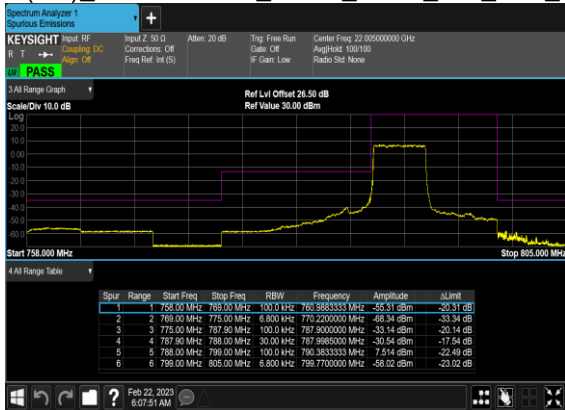 Spectrum Analyzer 1
Spurious Emissions
KEYSIGHT Input: RF Input Z: 50 Ω Atten: 20 dB Trig: Free Run Center Freq: 22.005000000 GHz
R T Coupling: DC Corrections: Off Gate: Off Avg|Hold: 100/100
Align: Off Freq Ref: Int (S) IF Gain: Low Radio Std: None
PASS
3 All Range Graph
Ref Lvl Offset 26.50 dB
Scale/Div 10.0 dB Ref Value 30.00 dBm
Log
20.0
10.0
0.00
-10.0
-20.0
-30.0
-40.0
-50.0
-60.0
Start 758.000 MHz Stop 805.000 MHz
4 All Range Table
Spur Range Start Freq Stop Freq RBW Frequency Amplitude ΔLimit
1 1 758.00 MHz 769.00 MHz 100.0 kHz 760.9883333 MHz -55.31 dBm -20.31 dB
2 2 769.00 MHz 775.00 MHz 6.800 kHz 770.2200000 MHz -68.34 dBm -33.34 dB
3 3 775.00 MHz 787.90 MHz 100.0 kHz 787.9000000 MHz -33.14 dBm -20.14 dB
4 4 787.90 MHz 788.00 MHz 30.00 kHz 787.9985000 MHz -30.54 dBm -17.54 dB
5 5 788.00 MHz 799.00 MHz 100.0 kHz 790.3833333 MHz 7.514 dBm -22.49 dB
6 6 799.00 MHz 805.00 MHz 6.800 kHz 799.7700000 MHz -58.02 dBm -23.02 dB
? Feb 22, 2023
6:07:51 AM